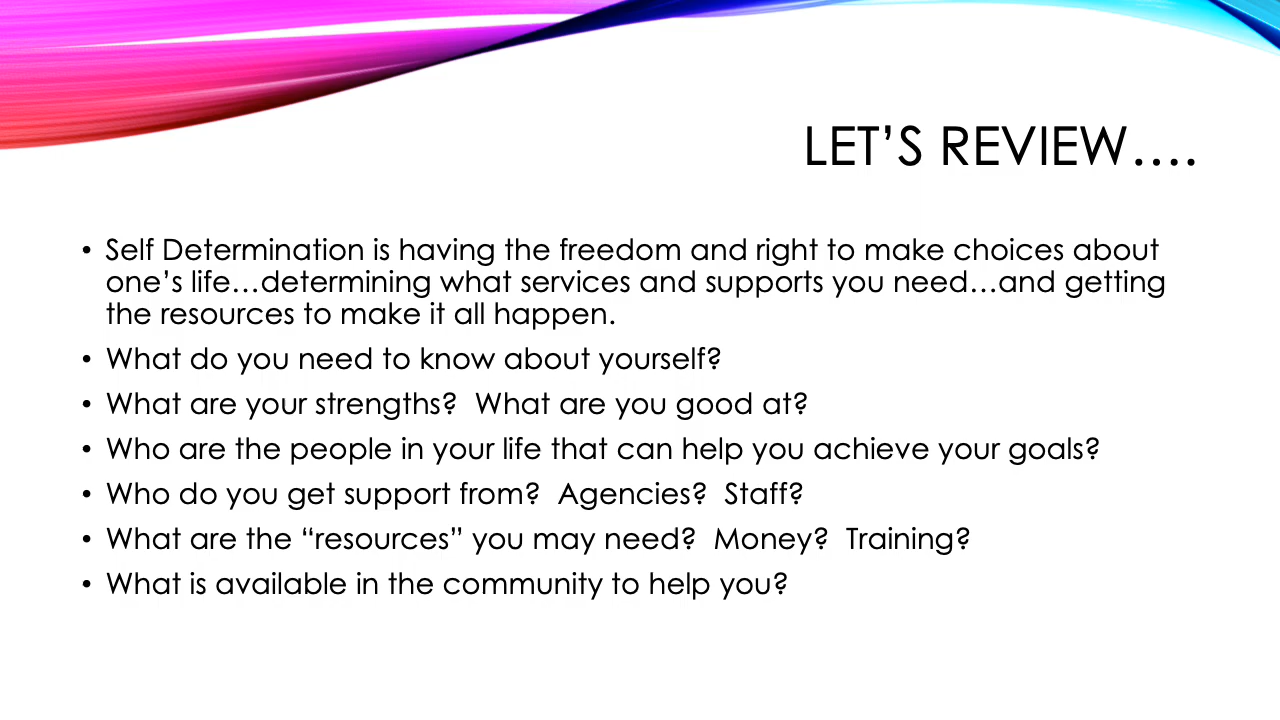 LET’S REVIEW….
• Self Determination is having the freedom and right to make choices about
one’s life…determining what services and supports you need…and getting
the resources to make it all happen.
• What do you need to know about yourself?
• What are your strengths?  What are you good at?
• Who are the people in your life that can help you achieve your goals?
• Who do you get support from?  Agencies?  Staff?
• What are the “resources” you may need?  Money?  Training?
• What is available in the community to help you?